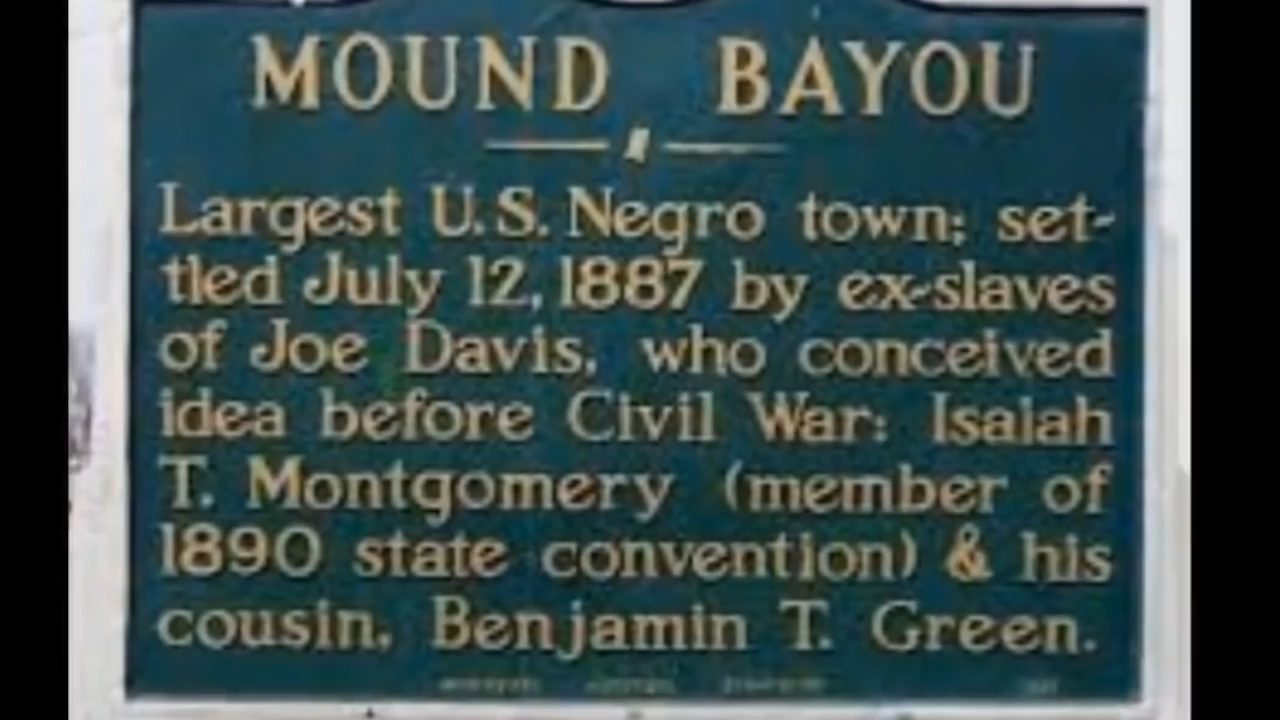 MOUND BAYOU
Largest U.S. Negro town; set-
tled July 12, 1887 by ex-slaves
of Joe Davis, who conceived
idea before Civil War: Isaiah
T. Montgomery (member of
1890 state convention) & his
cousin, Benjamin T. Green.